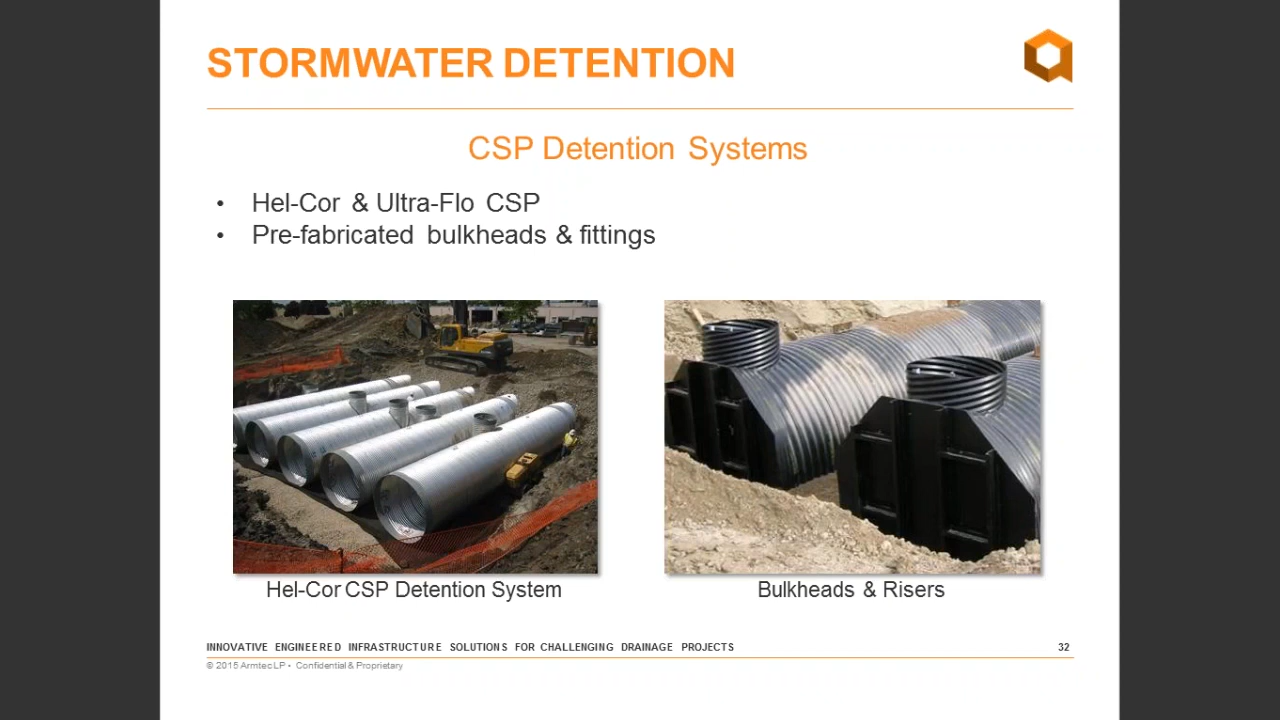 STORMWATER DETENTION
CSP Detention Systems
• Hel-Cor & Ultra-Flo CSP
• Pre-fabricated bulkheads & fittings
Hel-Cor CSP Detention System
Bulkheads & Risers
INNOVATIVE ENGINEERED INFRASTRUCTURE SOLUTIONS FOR CHALLENGING DRAINAGE PROJECTS 32
© 2015 Armtec LP • Confidential & Proprietary